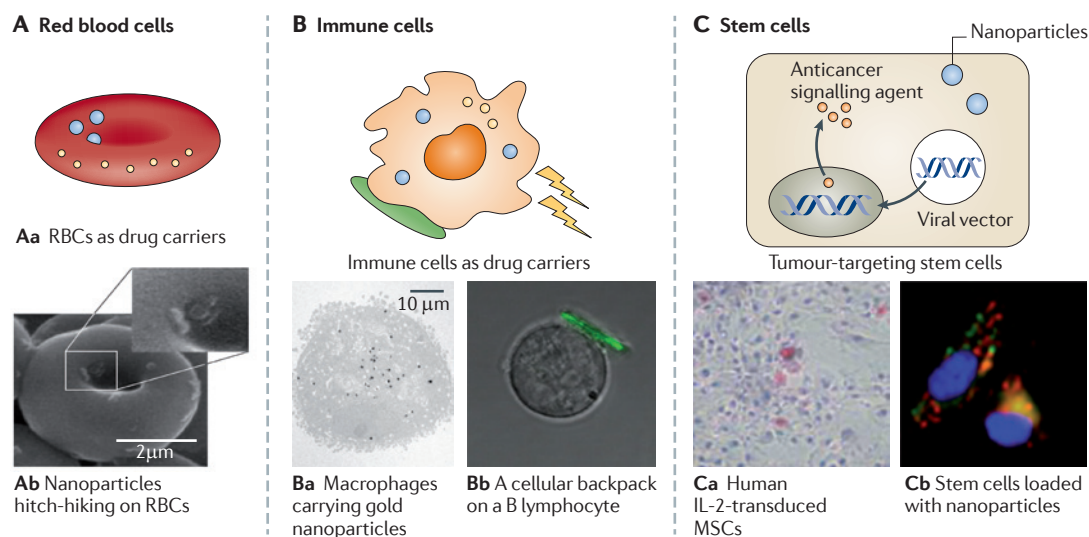 A Red blood cells
Aa RBCs as drug carriers
2μm
Ab Nanoparticles
hitch-hiking on RBCs
B Immune cells
Immune cells as drug carriers
10 μm
Ba Macrophages
carrying gold
nanoparticles
Bb A cellular backpack
on a B lymphocyte
C Stem cells
Nanoparticles
Anticancer
signalling agent
Viral vector
Tumour-targeting stem cells
Ca Human
IL-2-transduced
MSCs
Cb Stem cells loaded
with nanoparticles